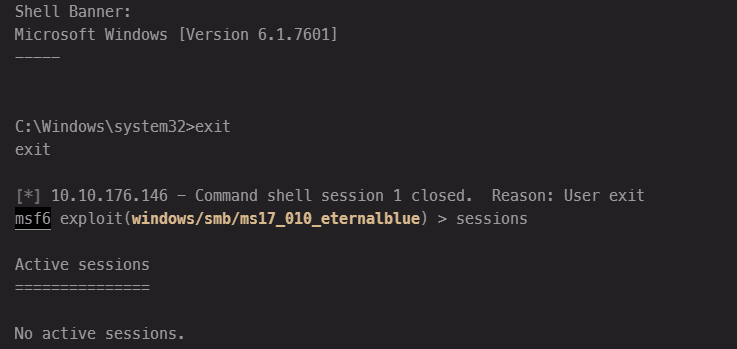 Shell Banner:
Microsoft Windows [Version 6.1.7601]
-----
C:\Windows\system32>exit
exit
[*] 10.10.176.146 - Command shell session 1 closed.  Reason: User exit
msf6 exploit(windows/smb/ms17_010_eternalblue) > sessions
Active sessions
===============
No active sessions.